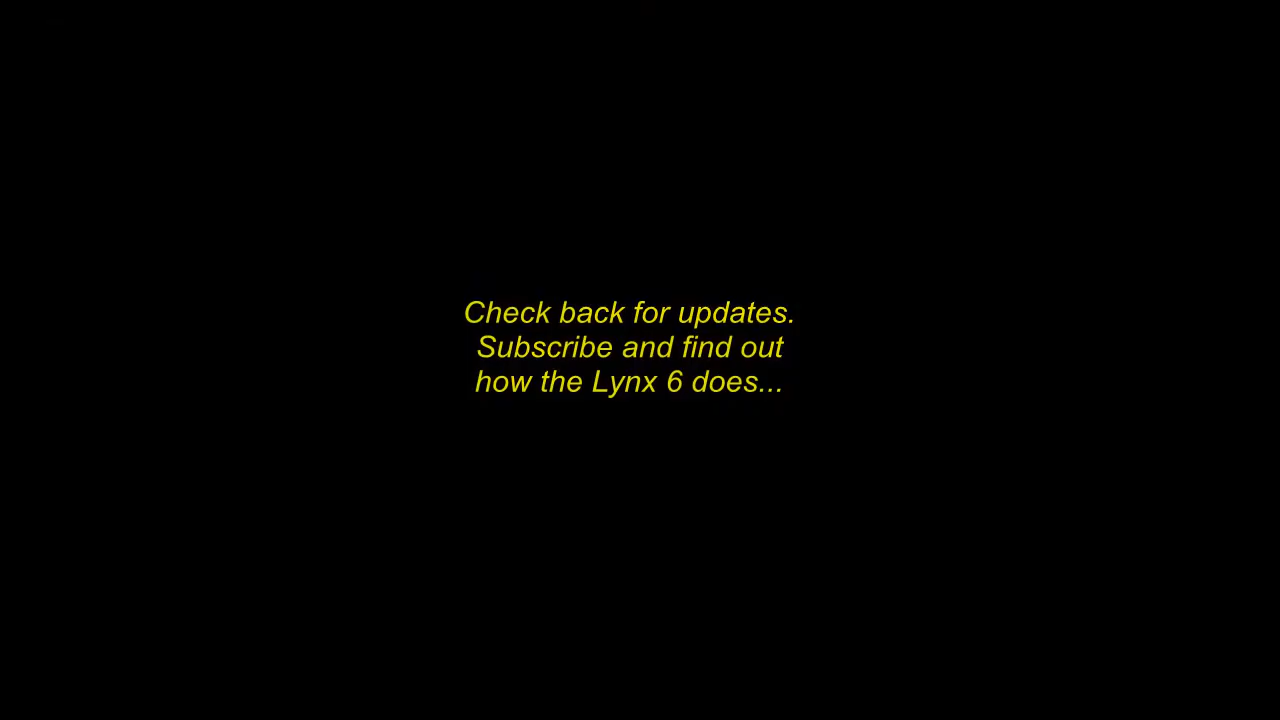 Check back for updates.
Subscribe and find out
how the Lynx 6 does...